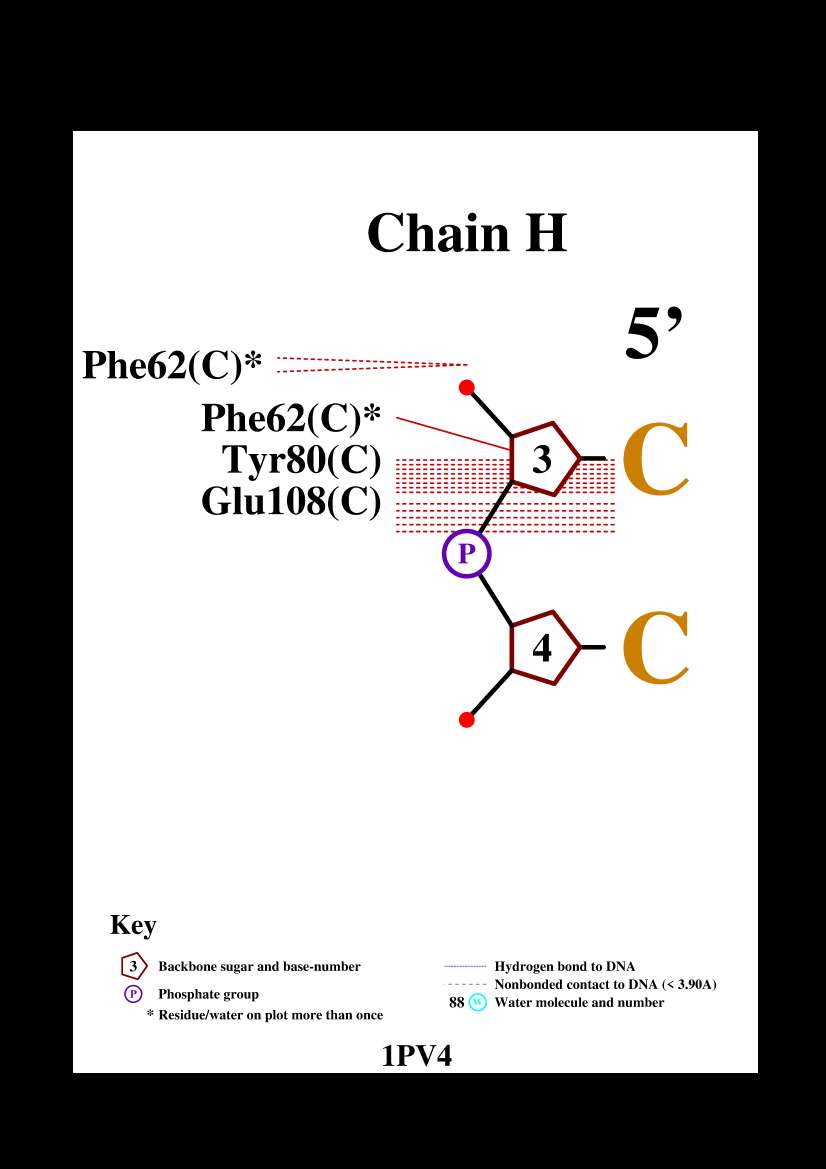 Chain H
5’
Phe62(C)*
Phe62(C)*
Tyr80(C)
3
C
Glu108(C)
P
4
C
Key
3 Backbone sugar and base-number
P Phosphate group
* Residue/water on plot more than once
Hydrogen bond to DNA
Nonbonded contact to DNA (< 3.90A)
88 W Water molecule and number
1PV4